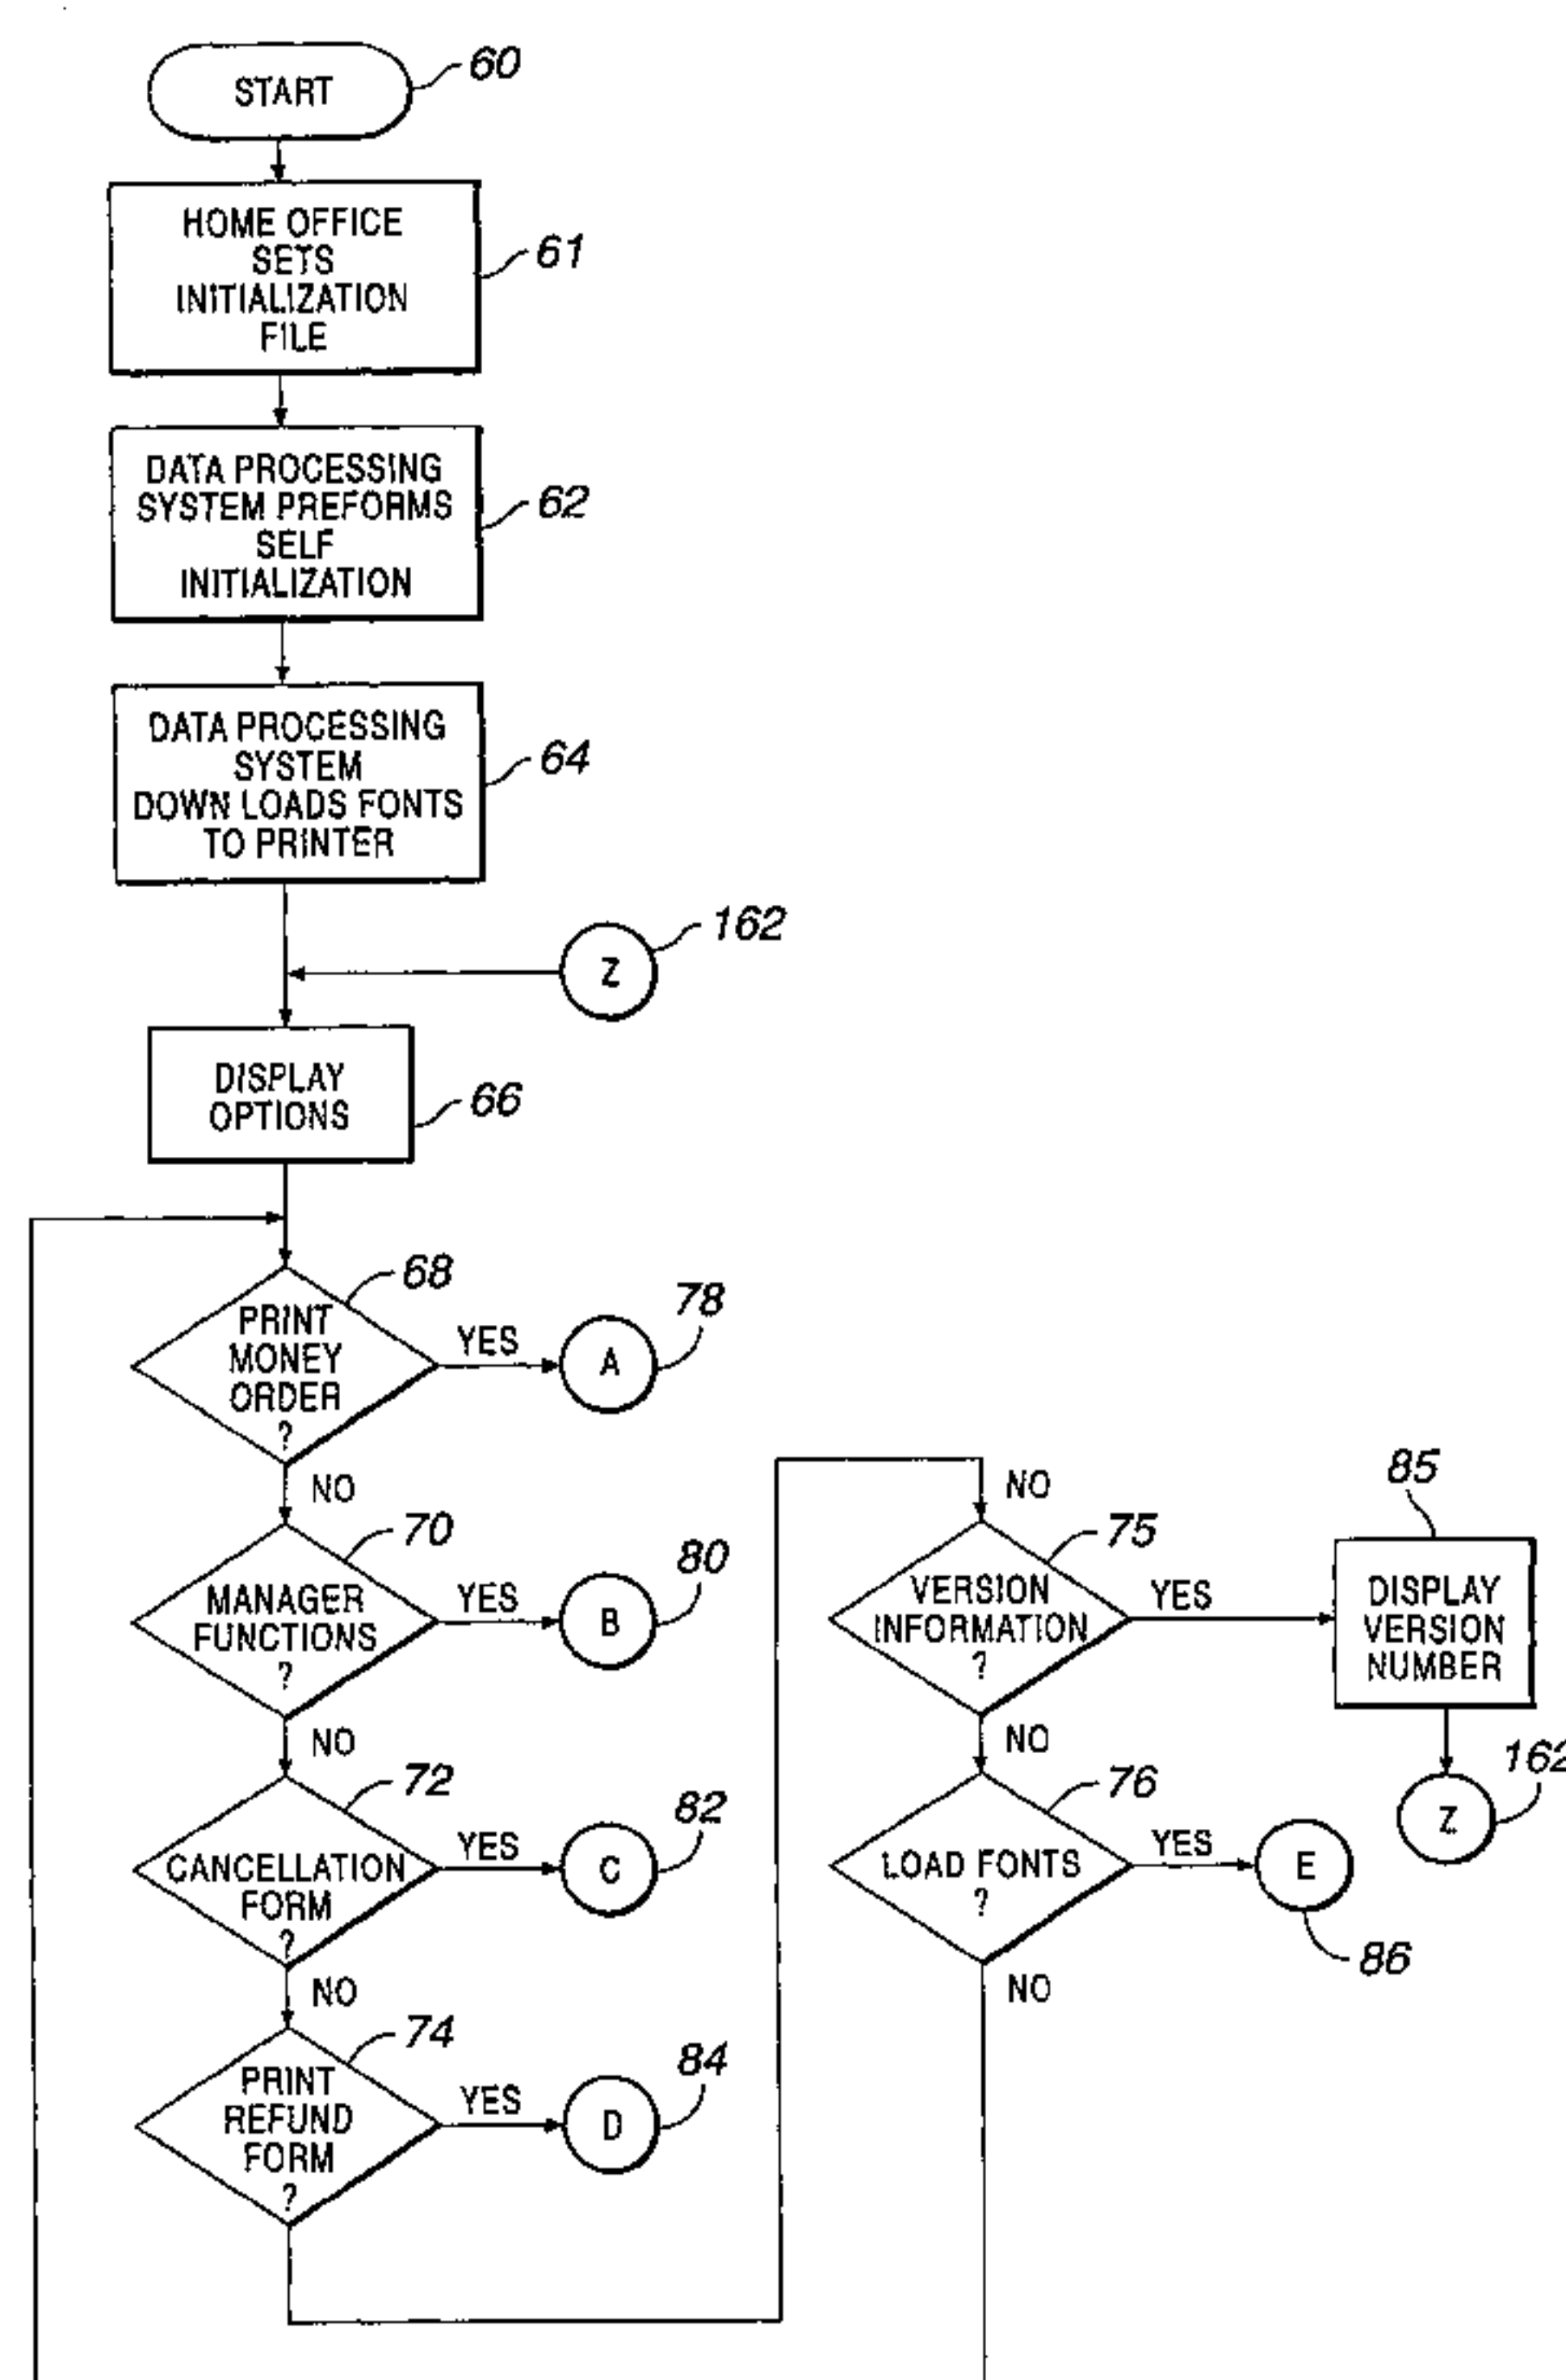 START
60
HOME OFFICE
SETS
INITIALIZATION
FILE
61
DATA PROCESSING
SYSTEM PREFORMS
SELF
INITIALIZATION
62
DATA PROCESSING
SYSTEM
DOWN LOADS FONTS
TO PRINTER
64
Z
162
DISPLAY
OPTIONS
66
PRINT
MONEY
ORDER
?
68
YES
A
78
NO
MANAGER
FUNCTIONS
?
70
YES
B
80
NO
CANCELLATION
FORM
?
72
YES
C
82
NO
PRINT
REFUND
FORM
?
74
YES
D
84
NO
VERSION
INFORMATION
?
75
YES
DISPLAY
VERSION
NUMBER
85
Z
162
NO
LOAD FONTS
?
76
YES
E
86
NO